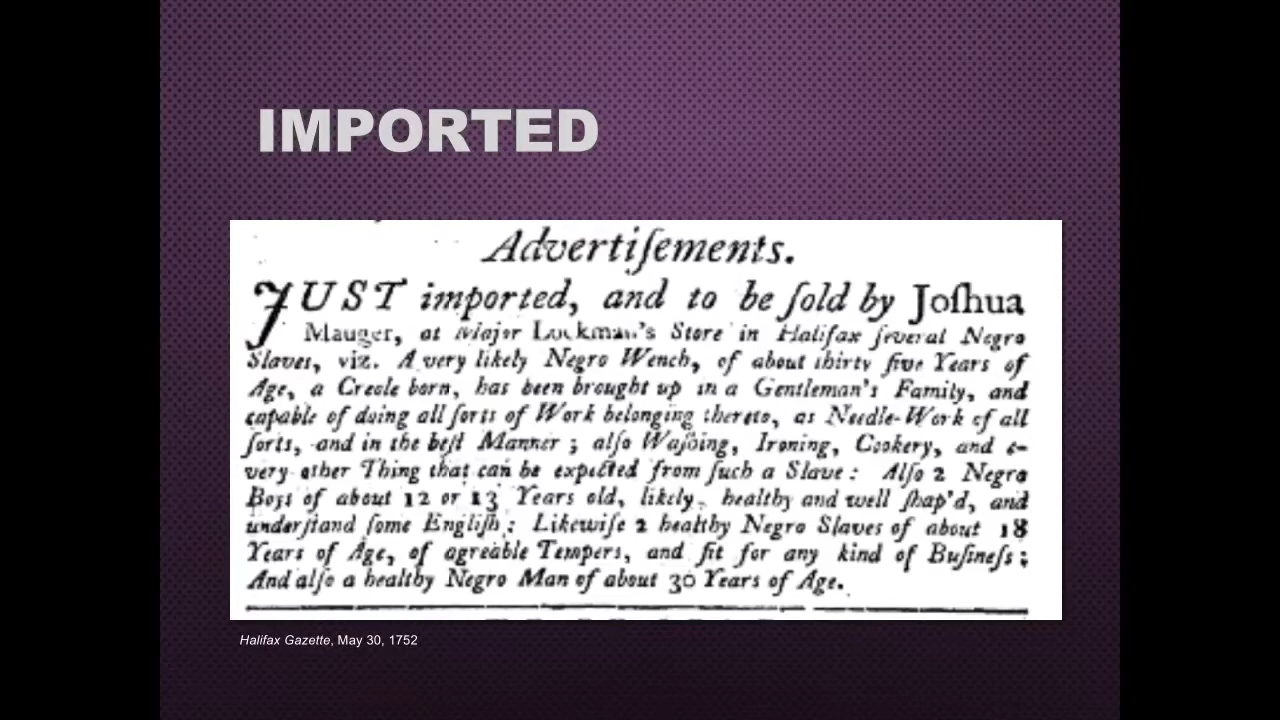 IMPORTED
Advertiſements.
JUST imported, and to be ſold by Joſhua
Mauger, at Major Lockman's Store in Halifax ſeveral Negro
Slaves, viz. A very likely Negro Wench, of about thirty five Years of
Age, a Creole born, has been brought up in a Gentleman's Family, and
capable of doing all ſorts of Work belonging thereto, as Needle-Work of all
ſorts, and in the beſt Manner; alſo Waſhing, Ironing, Cookery, and e-
very other Thing that can be expected from ſuch a Slave: Alſo 2 Negro
Boys of about 12 or 13 Years old, likely, healthy and well ſhap'd, and
underſtand ſome Engliſh: Likewiſe 2 healthy Negro Slaves of about 18
Years of Age, of agreable Tempers, and fit for any kind of Buſineſs;
And alſo a healthy Negro Man of about 30 Years of Age.
Halifax Gazette, May 30, 1752